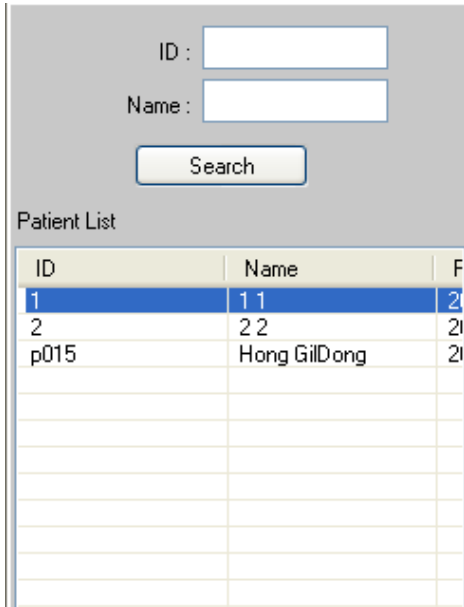 ID :
Name :
Search
Patient List
ID Name
1 1 1
2 2 2
p015 Hong GilDong